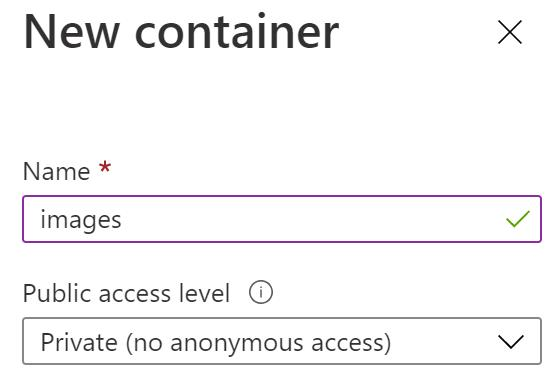 New container
Name *
images
Public access level
Private (no anonymous access)